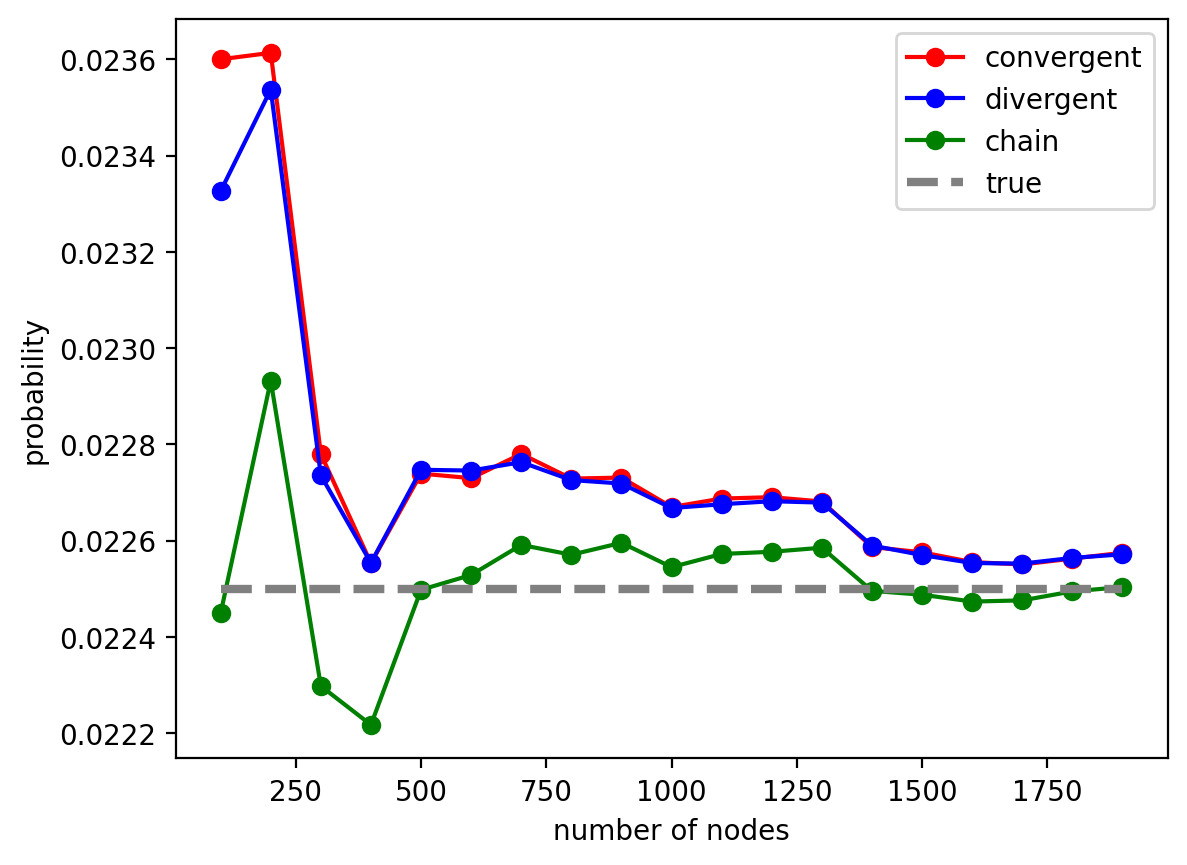 0.0236
0.0234
0.0232
0.0230
0.0228
0.0226
0.0224
0.0222
probability
250 500 750 1000 1250 1500 1750
number of nodes
convergent
divergent
chain
true